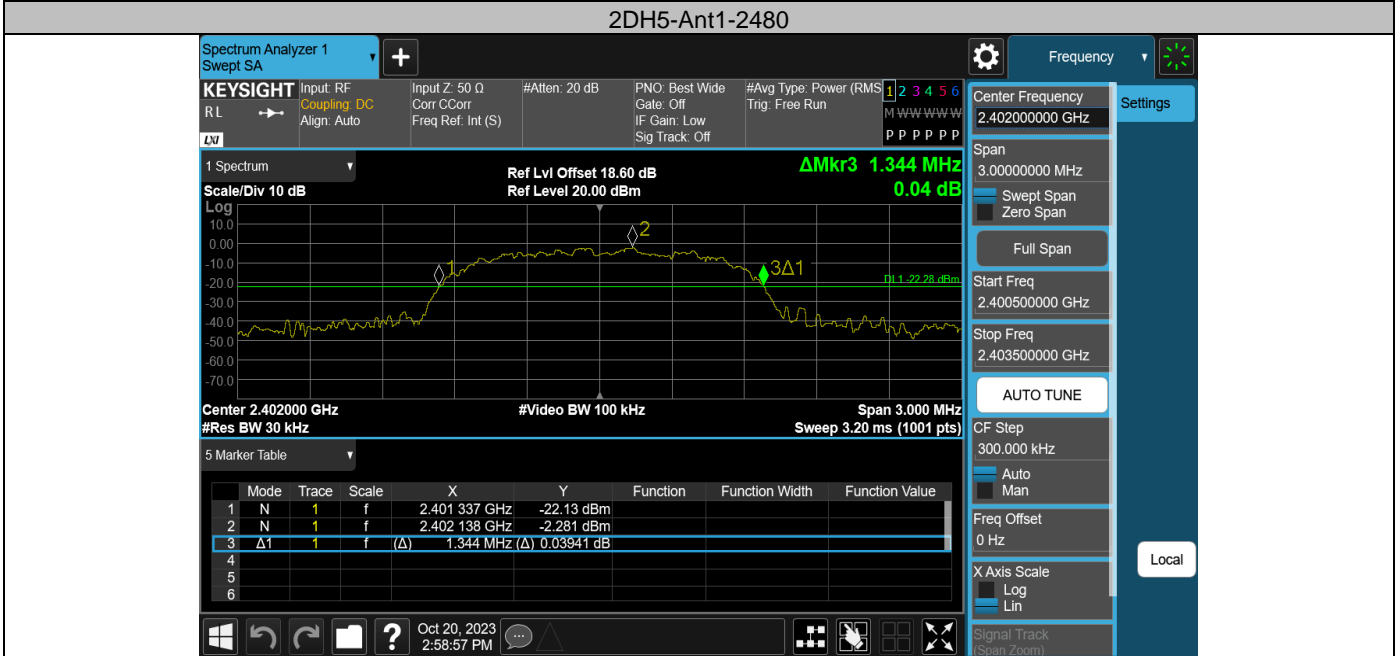 2DH5-Ant1-2480
Spectrum Analyzer 1
Swept SA
+
Frequency
KEYSIGHT
RL
LXI
Input: RF
Coupling: DC
Align: Auto
Input Z: 50 Ω
Corr CCorr
Freq Ref: Int (S)
#Atten: 20 dB
PNO: Best Wide
Gate: Off
IF Gain: Low
Sig Track: Off
#Avg Type: Power (RMS
Trig: Free Run
1 2 3 4 5 6
M W W W W W
P P P P P P
1 Spectrum
Scale/Div 10 dB
Ref Lvl Offset 18.60 dB
Ref Level 20.00 dBm
ΔMkr3 1.344 MHz
0.04 dB
Log
10.0
0.00
-10.0
-20.0
-30.0
-40.0
-50.0
-60.0
-70.0
1
2
3Δ1
DL1 -22.28 dBm
Center 2.402000 GHz
#Video BW 100 kHz
Span 3.000 MHz
#Res BW 30 kHz
Sweep 3.20 ms (1001 pts)
5 Marker Table
Mode Trace Scale X Y Function Function Width Function Value
1 N 1 f 2.401 337 GHz -22.13 dBm
2 N 1 f 2.402 138 GHz -2.281 dBm
3 Δ1 1 f (Δ) 1.344 MHz (Δ) 0.03941 dB
4
5
6
?
Oct 20, 2023
2:58:57 PM
Center Frequency
2.402000000 GHz
Settings
Span
3.00000000 MHz
Swept Span
Zero Span
Full Span
Start Freq
2.400500000 GHz
Stop Freq
2.403500000 GHz
AUTO TUNE
CF Step
300.000 kHz
Auto
Man
Freq Offset
0 Hz
X Axis Scale
Log
Lin
Signal Track
(Span Zoom)
Local